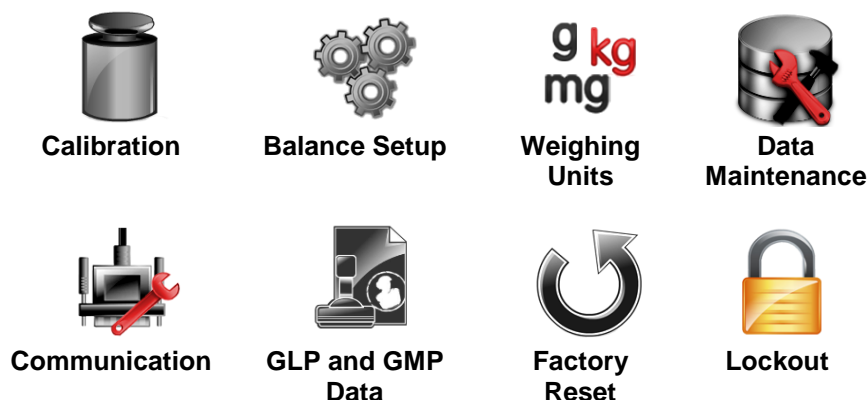 g kg
mg
Calibration
Balance Setup
Weighing
Units
Data
Maintenance
Communication
GLP and GMP
Data
Factory
Reset
Lockout